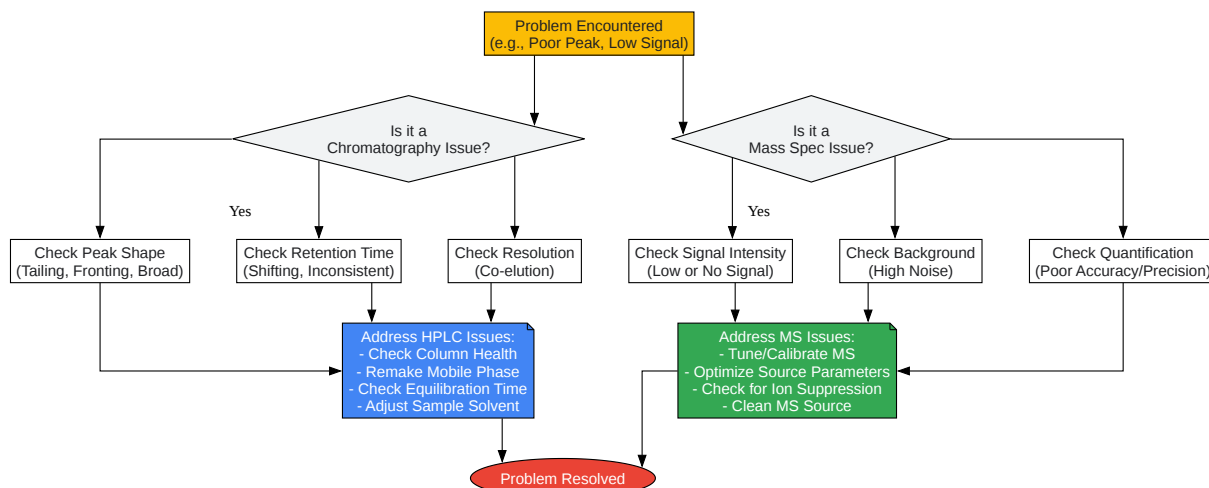 Problem Encountered
(e.g., Poor Peak, Low Signal)
Is it a
Chromatography Issue?
Is it a
Mass Spec Issue?
Yes
Yes
Check Peak Shape
(Tailing, Fronting, Broad)
Check Retention Time
(Shifting, Inconsistent)
Check Resolution
(Co-elution)
Check Signal Intensity
(Low or No Signal)
Check Background
(High Noise)
Check Quantification
(Poor Accuracy/Precision)
Address HPLC Issues:
- Check Column Health
- Remake Mobile Phase
- Check Equilibration Time
- Adjust Sample Solvent
Address MS Issues:
- Tune/Calibrate MS
- Optimize Source Parameters
- Check for Ion Suppression
- Clean MS Source
Problem Resolved